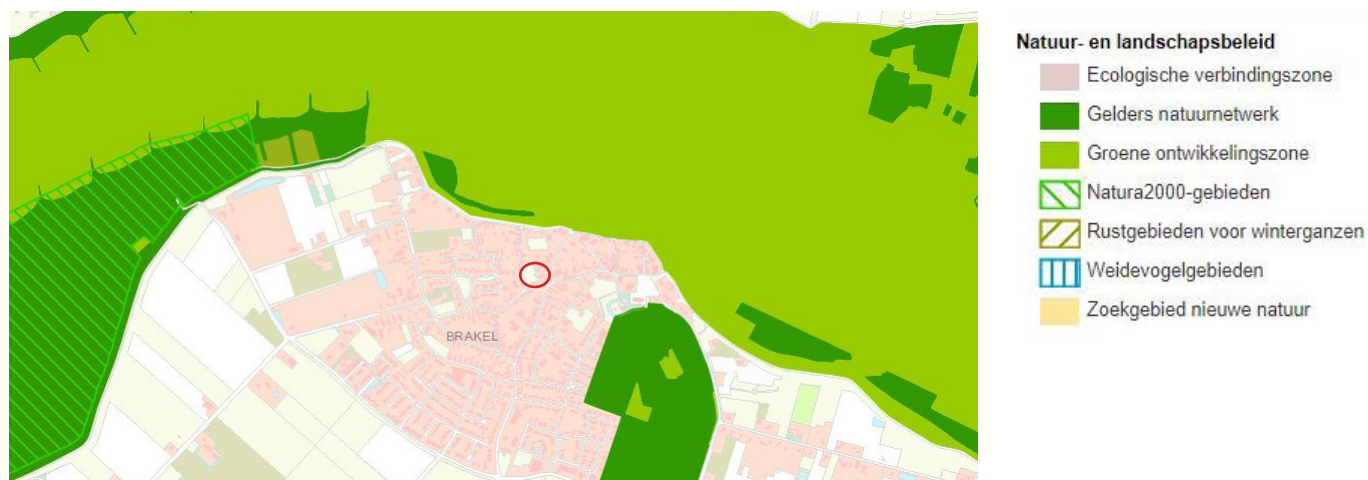 BRAKEL
Natuur- en landschapsbeleid
Ecologische verbindingszone
Gelders natuurnetwerk
Groene ontwikkelingszone
Natura2000-gebieden
Rustgebieden voor winterganzen
Weidevogelgebieden
Zoekgebied nieuwe natuur